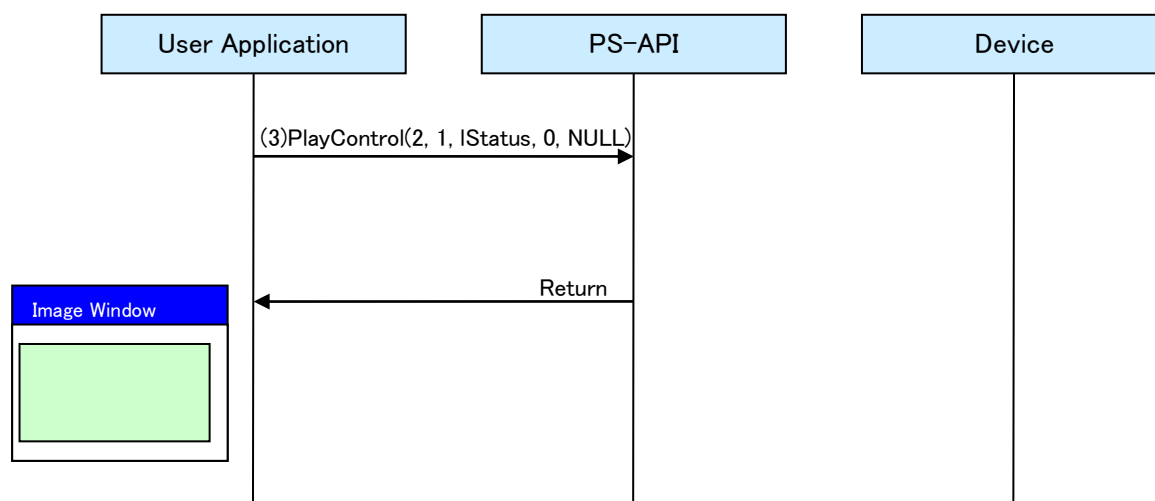 User Application
PS-API
Device
(3)PlayControl(2, 1, lStatus, 0, NULL)
Return
Image Window